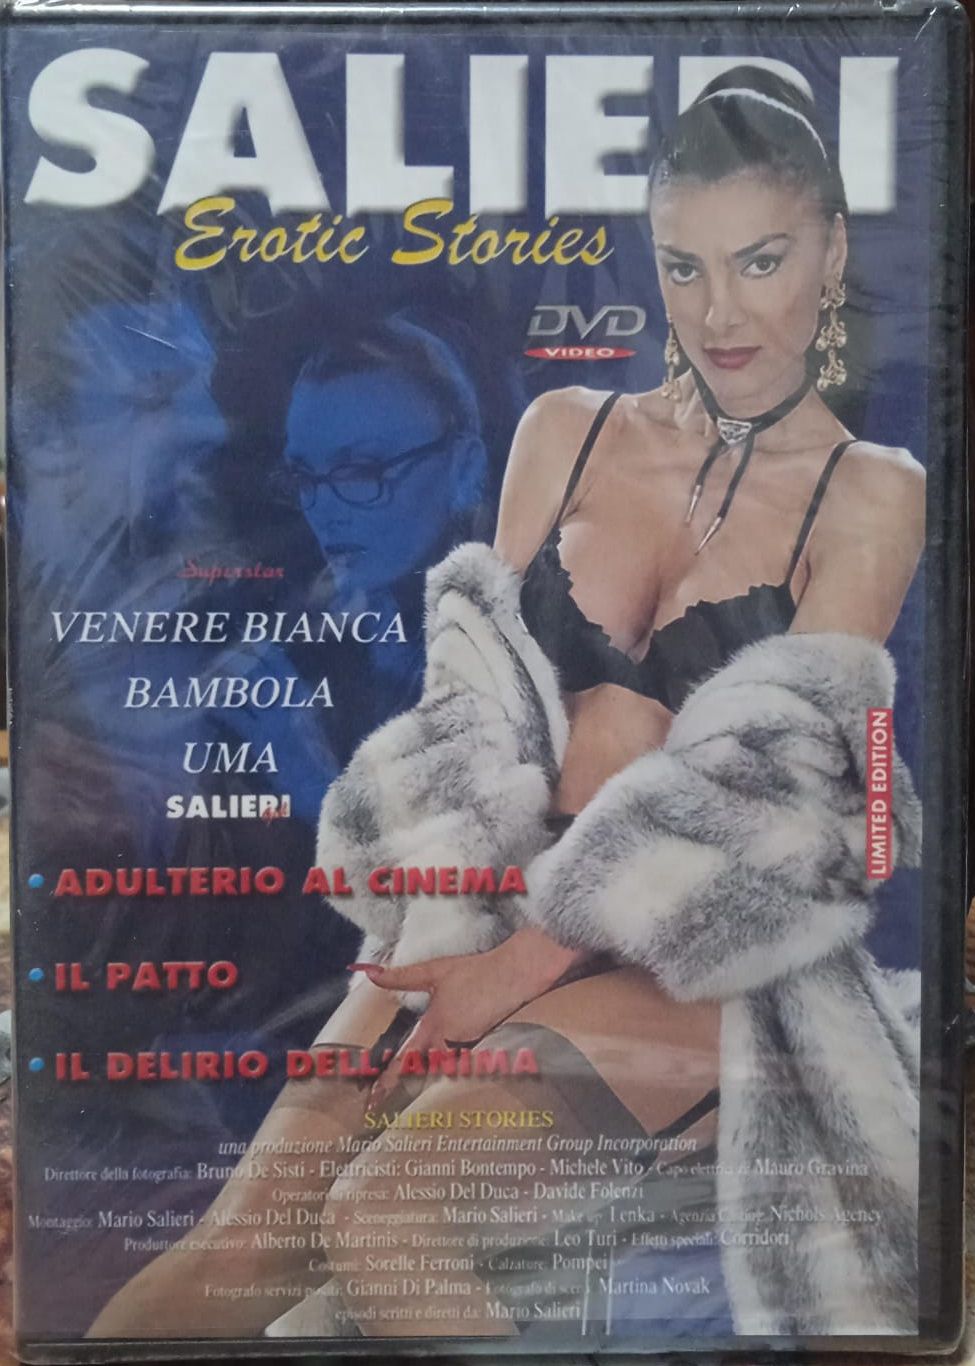 SALIERI
Erotic Stories
DVD
VIDEO
Superstar
VENERE BIANCA
BAMBOLA
UMA
SALIERI
LIMITED EDITION
• ADULTERIO AL CINEMA
• IL PATTO
• IL DELIRIO DELL'ANIMA
SALIERI STORIES
una produzione Mario Salieri Entertainment Group Incorporation
Direttore della fotografia: Bruno De Sisti - Elettricisti: Gianni Bontempo - Michele Vito - Capo elettricista Mauro Gravina
Operatori di ripresa: Alessio Del Duca - Davide Folenzi
Montaggio: Mario Salieri - Alessio Del Duca - Sceneggiatura: Mario Salieri - Make up: Lenka - Agenzia Casting: Nichols Agency
Produttore esecutivo: Alberto De Martinis - Direttore di produzione: Leo Turi - Effetti speciali: Corridori
Costumi: Sorelle Ferroni - Calzature: Pompei
Fotografo servizi posati: Gianni Di Palma - Fotografo di scena: Martina Novak
episodi scritti e diretti da: Mario Salieri